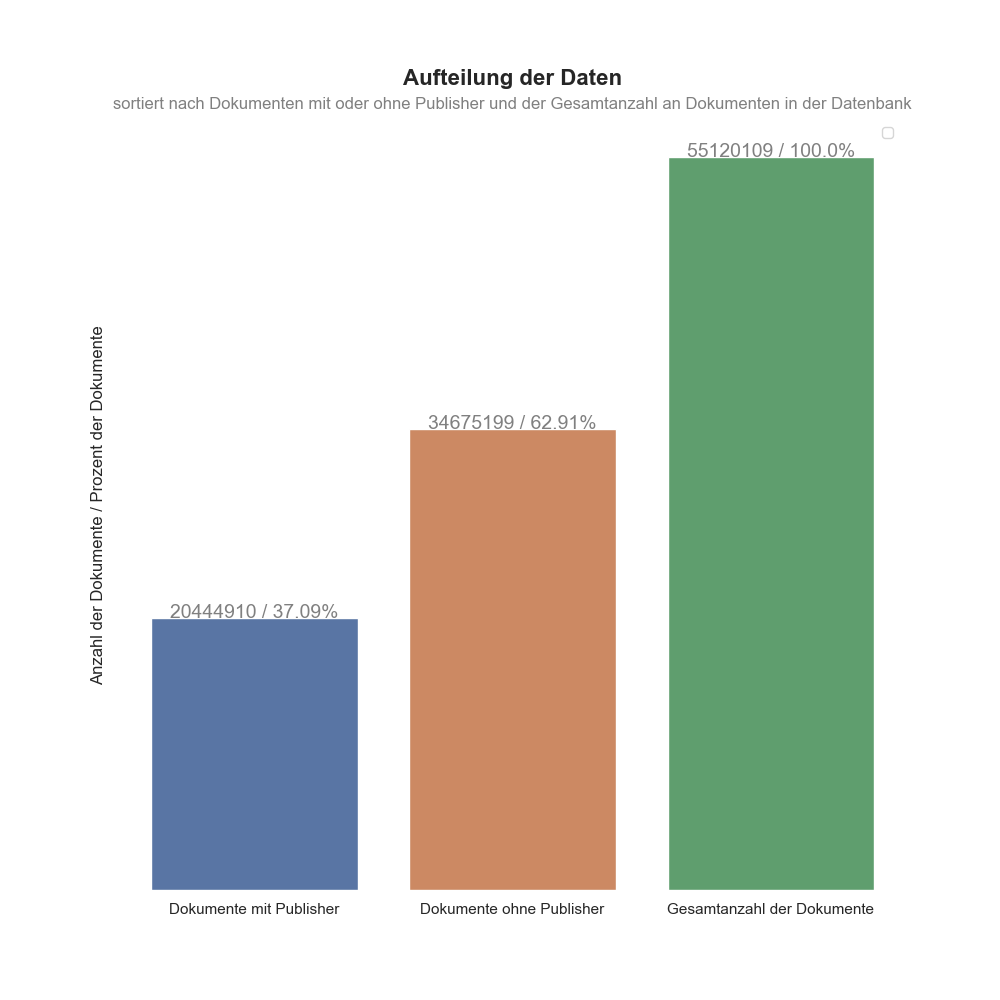 Aufteilung der Daten
sortiert nach Dokumenten mit oder ohne Publisher und der Gesamtanzahl an Dokumenten in der Datenbank
55120109 / 100.0%
34675199 / 62.91%
20444910 / 37.09%
Anzahl der Dokumente / Prozent der Dokumente
Dokumente mit Publisher
Dokumente ohne Publisher
Gesamtanzahl der Dokumente